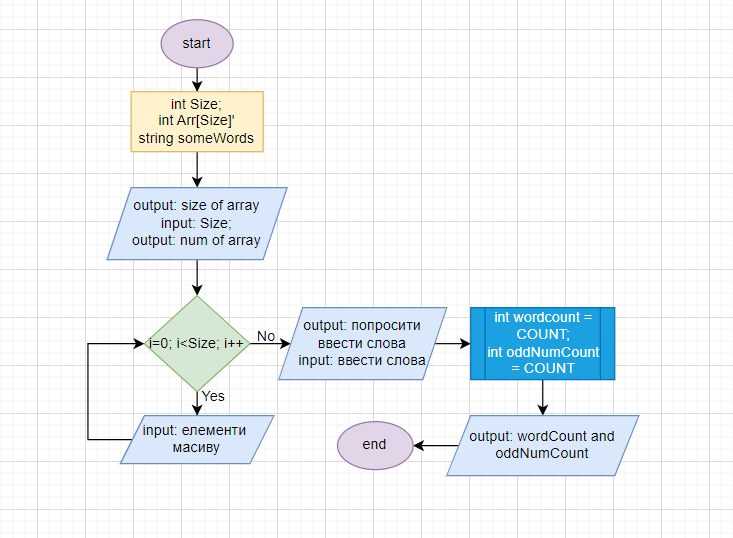 start
int Size;
int Arr[Size]'
string someWords
output: size of array
input: Size;
output: num of array
i=0; i<Size; i++
No
Yes
input: елементи
масиву
output: попросити
ввести слова
input: ввести слова
int wordcount =
COUNT;
int oddNumCount
= COUNT
output: wordCount and
oddNumCount
end